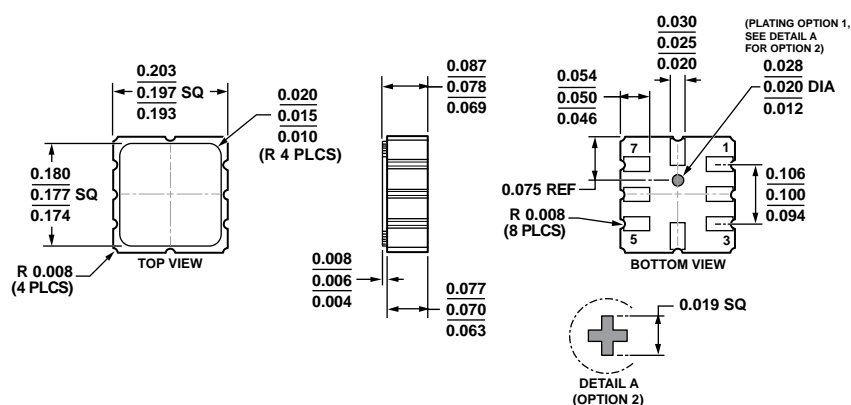 0.203
0.197 SQ
0.193
0.020
0.015
0.010
(R 4 PLCS)
0.180
0.177 SQ
0.174
R 0.008
(4 PLCS)
TOP VIEW
0.087
0.078
0.069
0.008
0.006
0.004
0.077
0.070
0.063
0.030
0.025
0.020
(PLATING OPTION 1,
SEE DETAIL A
FOR OPTION 2)
0.054
0.050
0.046
0.028
0.020 DIA
0.012
7
1
0.075 REF
0.106
0.100
0.094
R 0.008
(8 PLCS)
5
3
BOTTOM VIEW
0.019 SQ
DETAIL A
(OPTION 2)